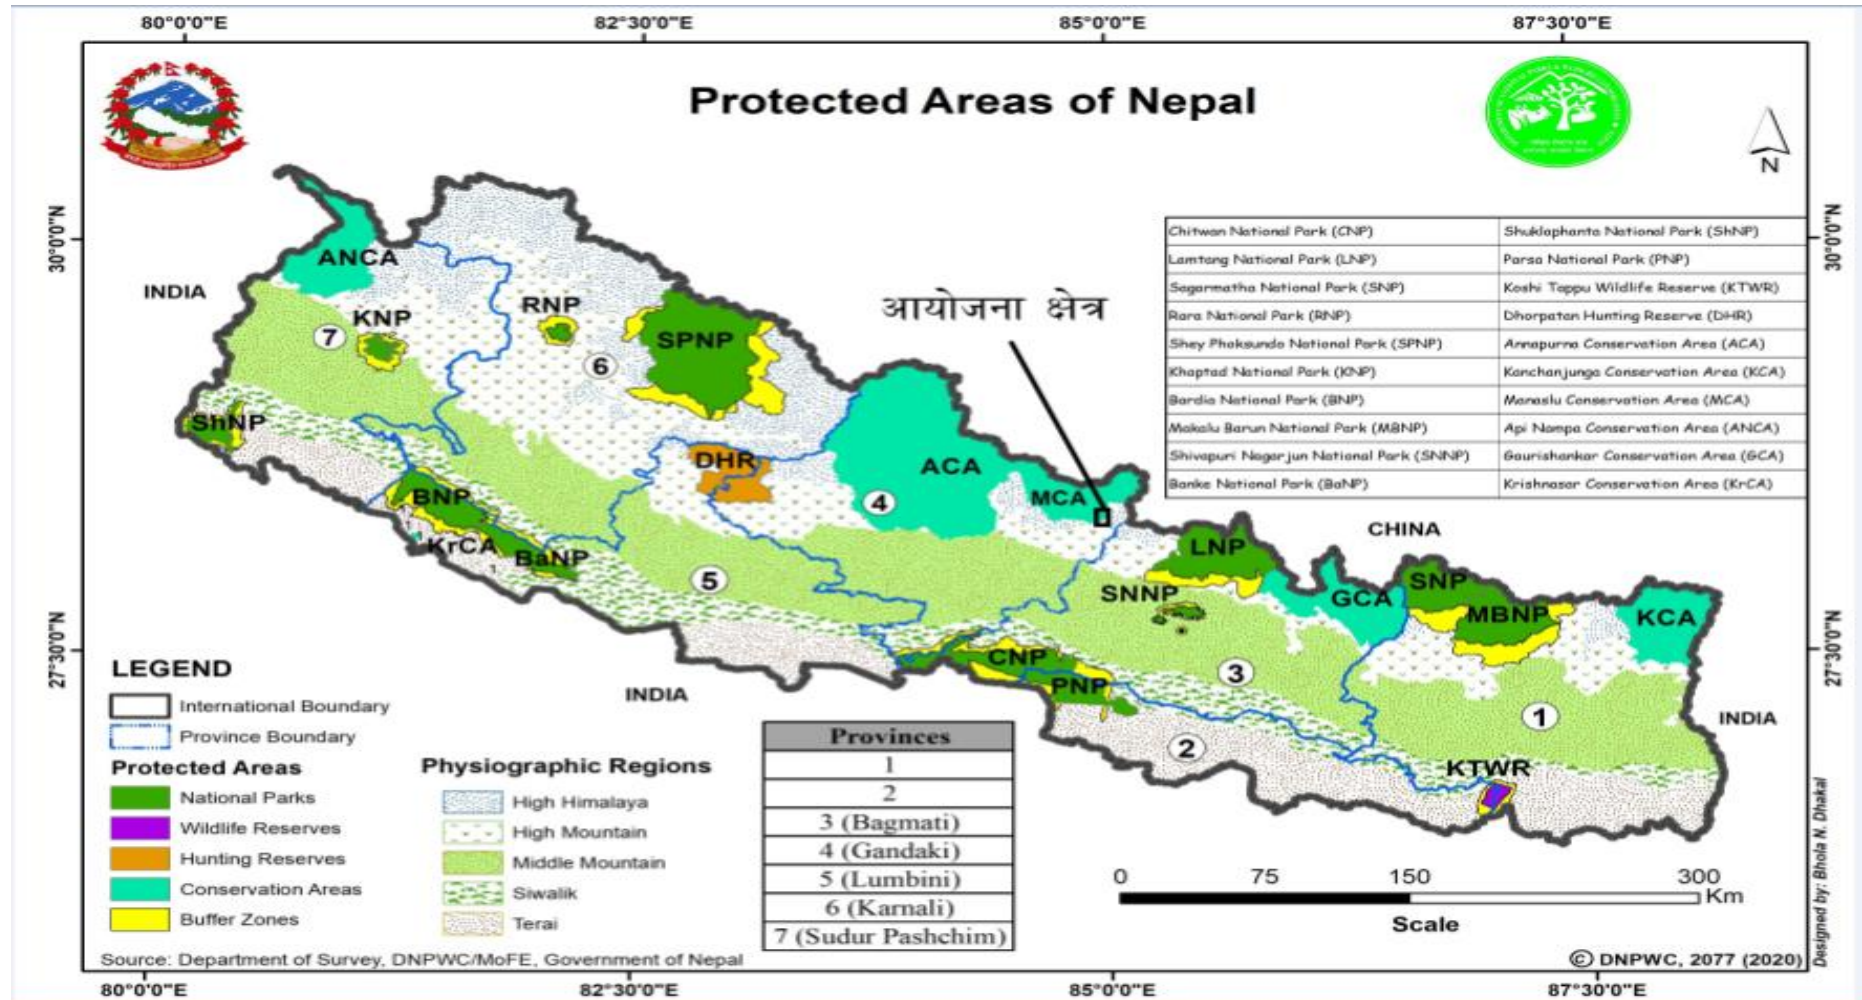 80°0'0"E 82°30'0"E 85°0'0"E 87°30'0"E
Protected Areas of Nepal
N
30°0'0"N
30°0'0"N
Chitwan National Park (CNP) Shuklaphanta National Park (ShNP)
Lamtang National Park (LNP) Parsa National Park (PNP)
Sagarmatha National Park (SNP) Koshi Tappu Wildlife Reserve (KTWR)
Rara National Park (RNP) Dhorpatan Hunting Reserve (DHR)
Shey Phoksundo National Park (SPNP) Annapurna Conservation Area (ACA)
Khaptad National Park (KNP) Kanchanjunga Conservation Area (KCA)
Bardia National Park (BNP) Manaslu Conservation Area (MCA)
Makalu Barun National Park (MBNP) Api Nampa Conservation Area (ANCA)
Shivapuri Nagarjun National Park (SNNP) Gaurishankar Conservation Area (GCA)
Banke National Park (BaNP) Krishnasar Conservation Area (KrCA)
ANCA
INDIA
RNP
आयोजना क्षेत्र
KNP
7
SPNP
6
ShNP
DHR
ACA
4
MCA
BNP
CHINA
KrCA
BaNP
LNP
5
SNNP
GCA
SNP
MBNP
KCA
27°30'0"N
27°30'0"N
CNP
PNP
3
1
INDIA
INDIA
2
KTWR
LEGEND
International Boundary
Province Boundary
Protected Areas
National Parks
Wildlife Reserves
Hunting Reserves
Conservation Areas
Buffer Zones
Physiographic Regions
High Himalaya
High Mountain
Middle Mountain
Siwalik
Terai
Provinces
1
2
3 (Bagmati)
4 (Gandaki)
5 (Lumbini)
6 (Karnali)
7 (Sudur Pashchim)
0 75 150 300
Km
Scale
Designed by: Bhola N. Dhakal
Source: Department of Survey, DNPWC/MoFE, Government of Nepal
© DNPWC, 2077 (2020)
80°0'0"E 82°30'0"E 85°0'0"E 87°30'0"E